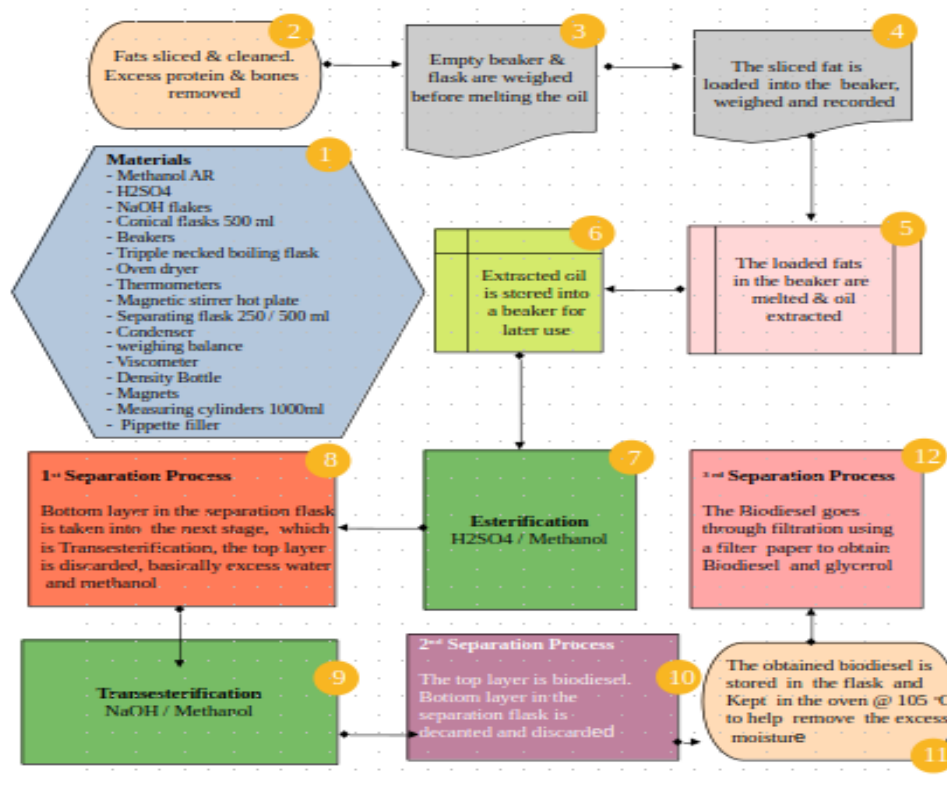 2
Fats sliced & cleaned.
Excess protein & bones
removed
3
Empty beaker &
flask are weighed
before melting the oil
4
The sliced fat is
loaded into the beaker,
weighed and recorded
1
Materials
- Methanol AR
- H2SO4
- NaOH flakes
- Conical flasks 500 ml
- Beakers
- Tripple necked boiling flask
- Oven dryer
- Thermometers
- Magnetic stirrer hot plate
- Separating flask 250 / 500 ml
- Condenser
- weighing balance
- Viscometer
- Density Bottle
- Magnets
- Measuring cylinders 1000ml
- Pippette filler
6
Extracted oil
is stored into
a beaker for
later use
5
The loaded fats
in the beaker are
melted & oil
extracted
8
1st Separation Process
Bottom layer in the separation flask
is taken into the next stage, which
is Transesterification, the top layer
is discarded, basically excess water
and methanol
7
Esterification
H2SO4 / Methanol
12
3rd Separation Process
The Biodiesel goes
through filtration using
a filter paper to obtain
Biodiesel and glycerol
9
Transesterification
NaOH / Methanol
2nd Separation Process
10
The top layer is biodiesel.
Bottom layer in the
separation flask is
decanted and discarded
The obtained biodiesel is
stored in the flask and
Kept in the oven @ 105 °C
to help remove the excess
moisture
11